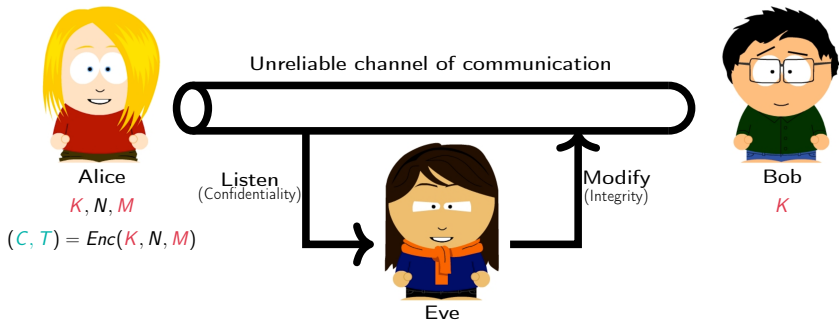 Unreliable channel of communication
Alice
K, N, M
(C, T) = Enc(K, N, M)
Listen
(Confidentiality)
Eve
Modify
(Integrity)
Bob
K